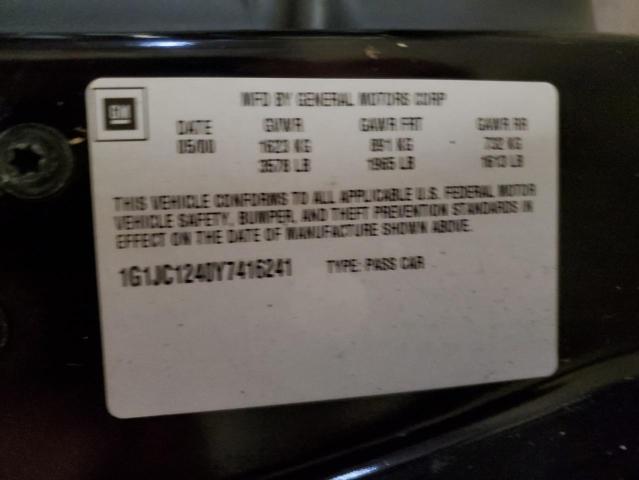 GM
MFD BY GENERAL MOTORS CORP
DATE GVWR GAWR FRT GAWR RR
05/00 1623 KG 891 KG 732 KG
3578 LB 1965 LB 1613 LB
THIS VEHICLE CONFORMS TO ALL APPLICABLE U.S. FEDERAL MOTOR
VEHICLE SAFETY, BUMPER, AND THEFT PREVENTION STANDARDS IN
EFFECT ON THE DATE OF MANUFACTURE SHOWN ABOVE.
1G1JC1240Y7416241 TYPE: PASS CAR